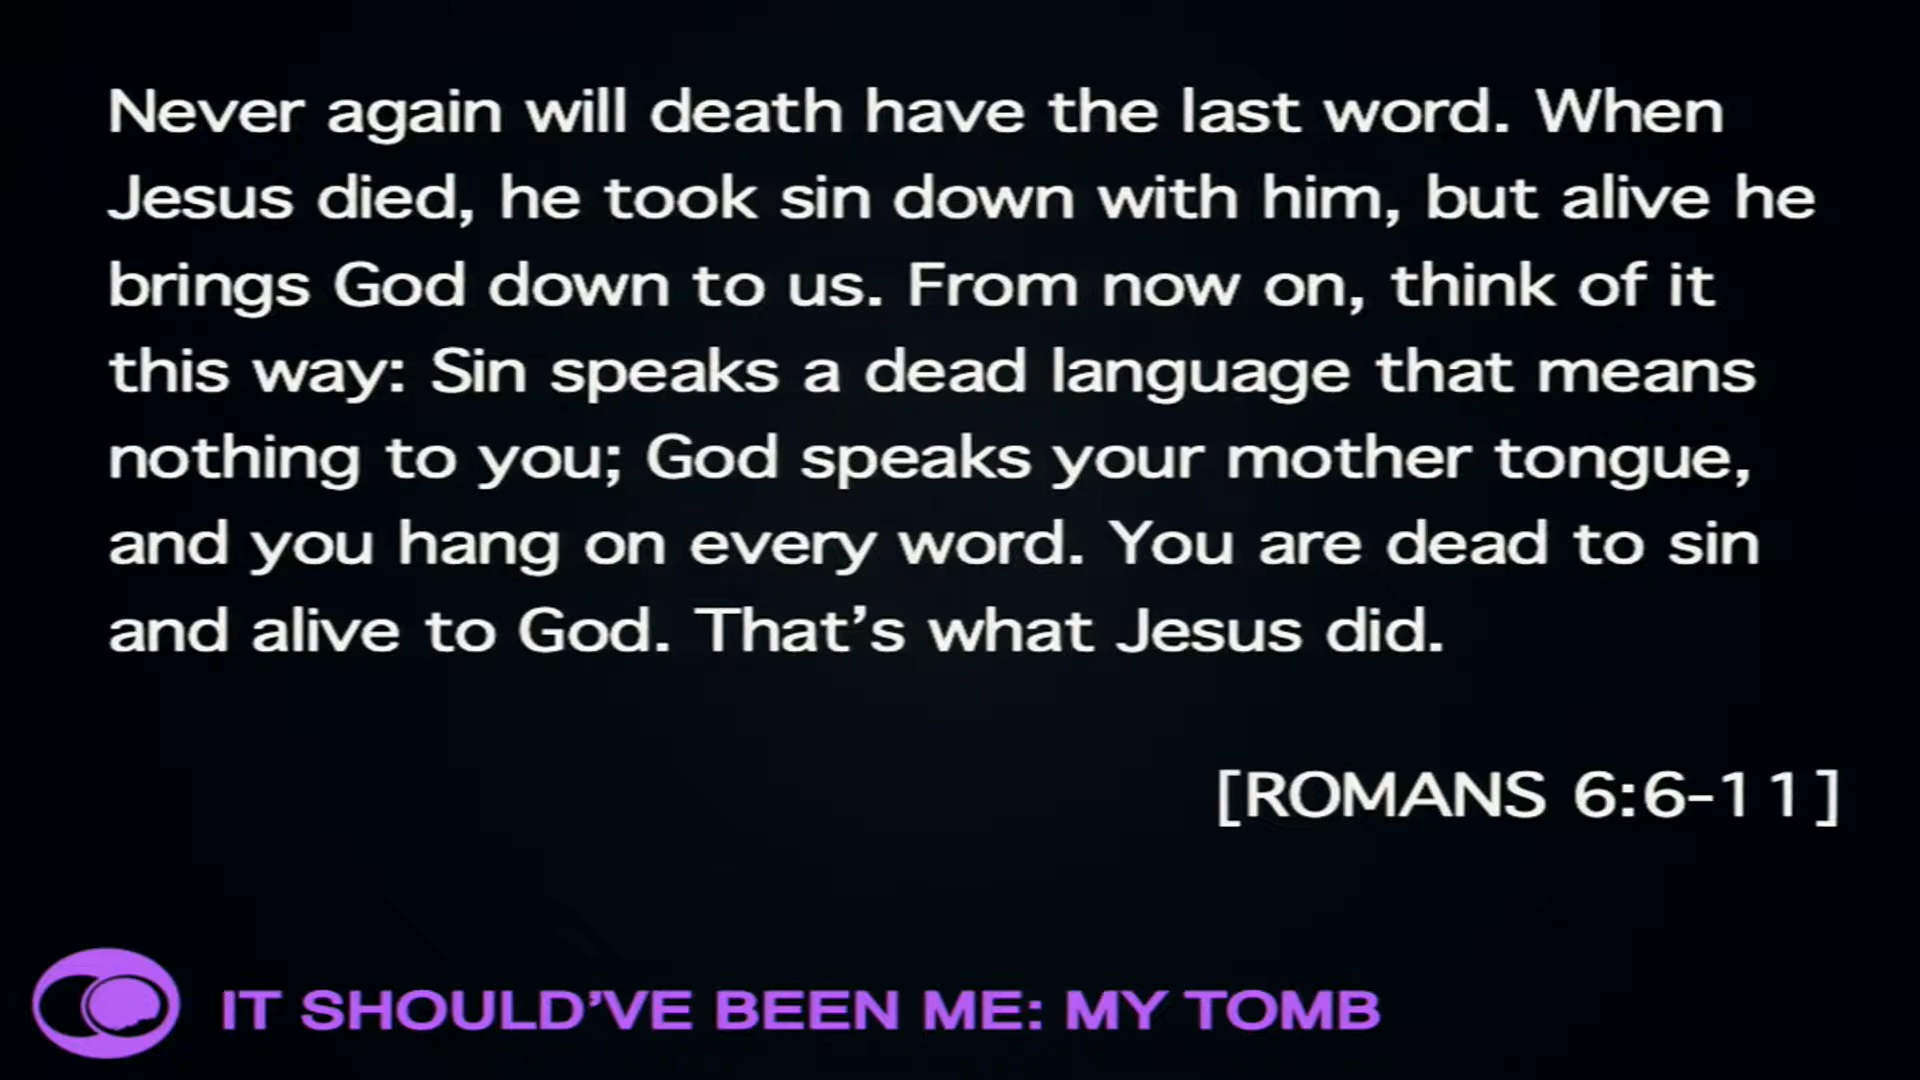 Never again will death have the last word. When
Jesus died, he took sin down with him, but alive he
brings God down to us. From now on, think of it
this way: Sin speaks a dead language that means
nothing to you; God speaks your mother tongue,
and you hang on every word. You are dead to sin
and alive to God. That’s what Jesus did.
[ROMANS 6:6-11]
IT SHOULD’VE BEEN ME: MY TOMB